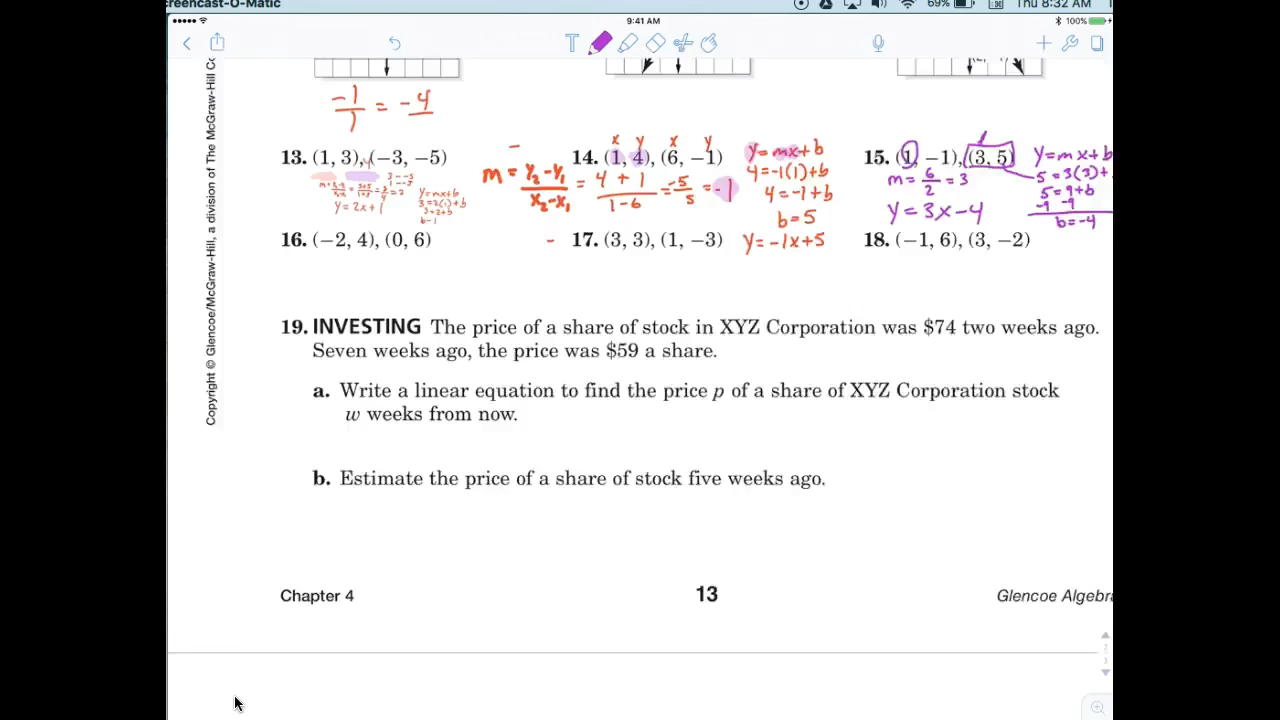 creencast-O-Matic
69%
Thu 8:32 AM
9:41 AM
100%
T
-1/1 = -4
13. (1, 3), (−3, −5)
y=mx+b
3=2(1)+b
3=2+b
y=2x+1
14. (1, 4), (6, −1)
x y x y
m = y₂-y₁/x₂-x₁ = 4+1/1-6 = -5/5 = -1
y=mx+b
4=-1(1)+b
4=-1+b
b=5
y=-1x+5
15. (1, −1), (3, 5)
m = 6/2 = 3
y=3x-4
y=mx+b
5=3(3)+
5=9+b
-9 -9
b=-4
16. (−2, 4), (0, 6)
17. (3, 3), (1, −3)
18. (−1, 6), (3, −2)
19. INVESTING The price of a share of stock in XYZ Corporation was $74 two weeks ago.
Seven weeks ago, the price was $59 a share.
a. Write a linear equation to find the price p of a share of XYZ Corporation stock
w weeks from now.
b. Estimate the price of a share of stock five weeks ago.
Chapter 4
13
Glencoe Algebra
Copyright © Glencoe/McGraw-Hill, a division of The McGraw-Hill Co